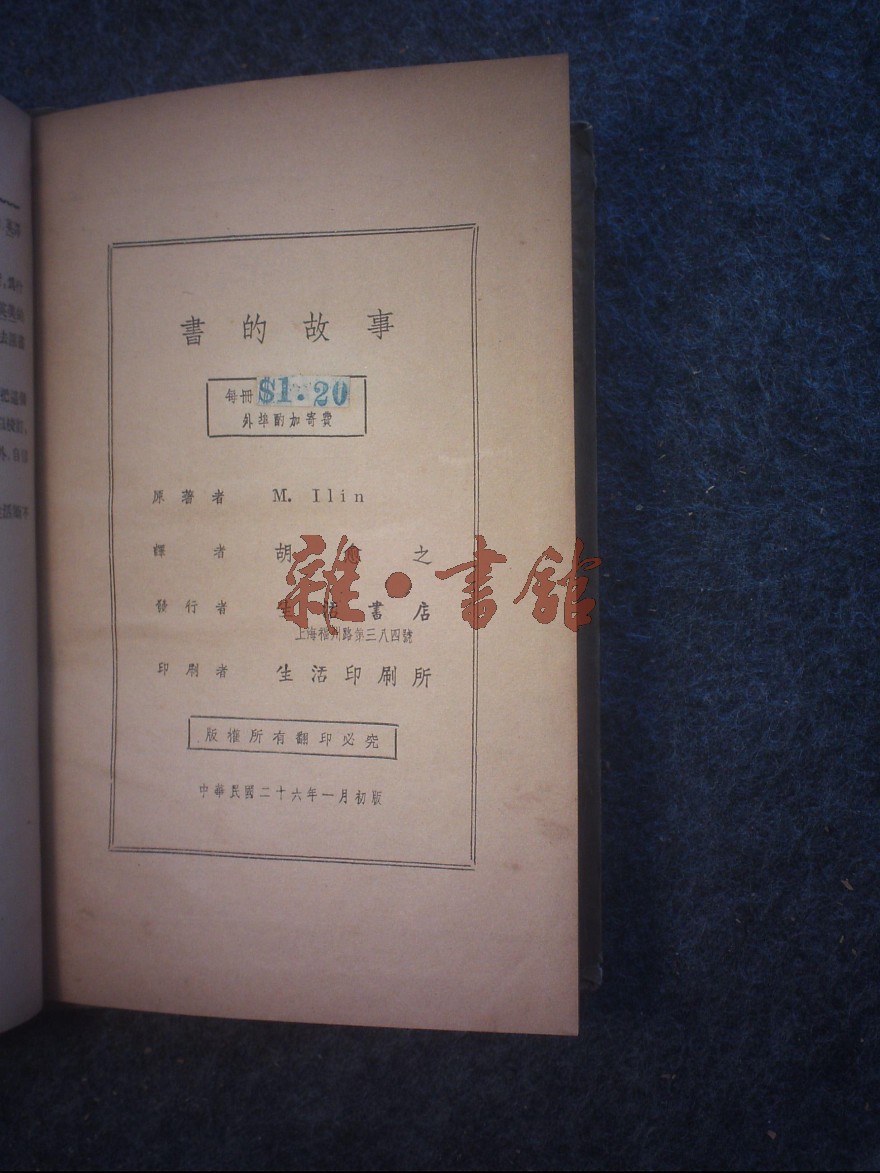 書的故事
每冊$1.20
外埠酌加寄費
原著者 M. Ilin
譯者 胡愈之
發行者 生活書店
上海福州路第三八四號
印刷者 生活印刷所
版權所有翻印必究
中華民國二十六年一月初版
雜·書館